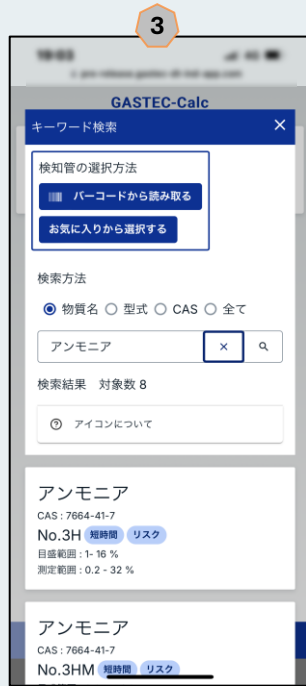 3
19:03
GASTEC-Calc
キーワード検索
検知管の選択方法
バーコードから読み取る
お気に入りから選択する
検索方法
物質名 型式 CAS 全て
アンモニア
検索結果 対象数 8
アイコンについて
アンモニア
CAS : 7664-41-7
No.3H 短時間 リスク
目盛範囲 : 1- 16 %
測定範囲 : 0.2 - 32 %
アンモニア
CAS : 7664-41-7
No.3HM 短時間 リスク